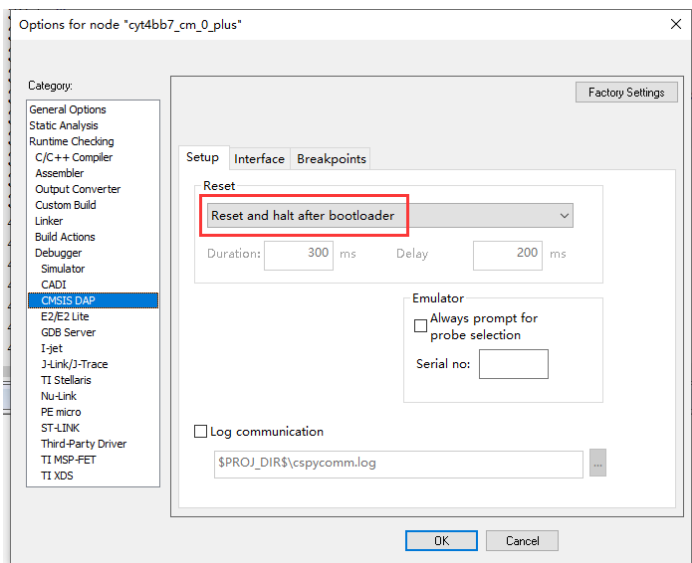 Options for node "cyt4bb7_cm_0_plus"
Category:
General Options
Static Analysis
Runtime Checking
C/C++ Compiler
Assembler
Output Converter
Custom Build
Linker
Build Actions
Debugger
Simulator
CADI
CMSIS DAP
E2/E2 Lite
GDB Server
I-jet
J-Link/J-Trace
TI Stellaris
Nu-Link
PE micro
ST-LINK
Third-Party Driver
TI MSP-FET
TI XDS
Factory Settings
Setup Interface Breakpoints
Reset
Reset and halt after bootloader
Duration: 300 ms Delay 200 ms
Emulator
Always prompt for
probe selection
Serial no:
Log communication
$PROJ_DIR$\cspycomm.log
...
OK Cancel